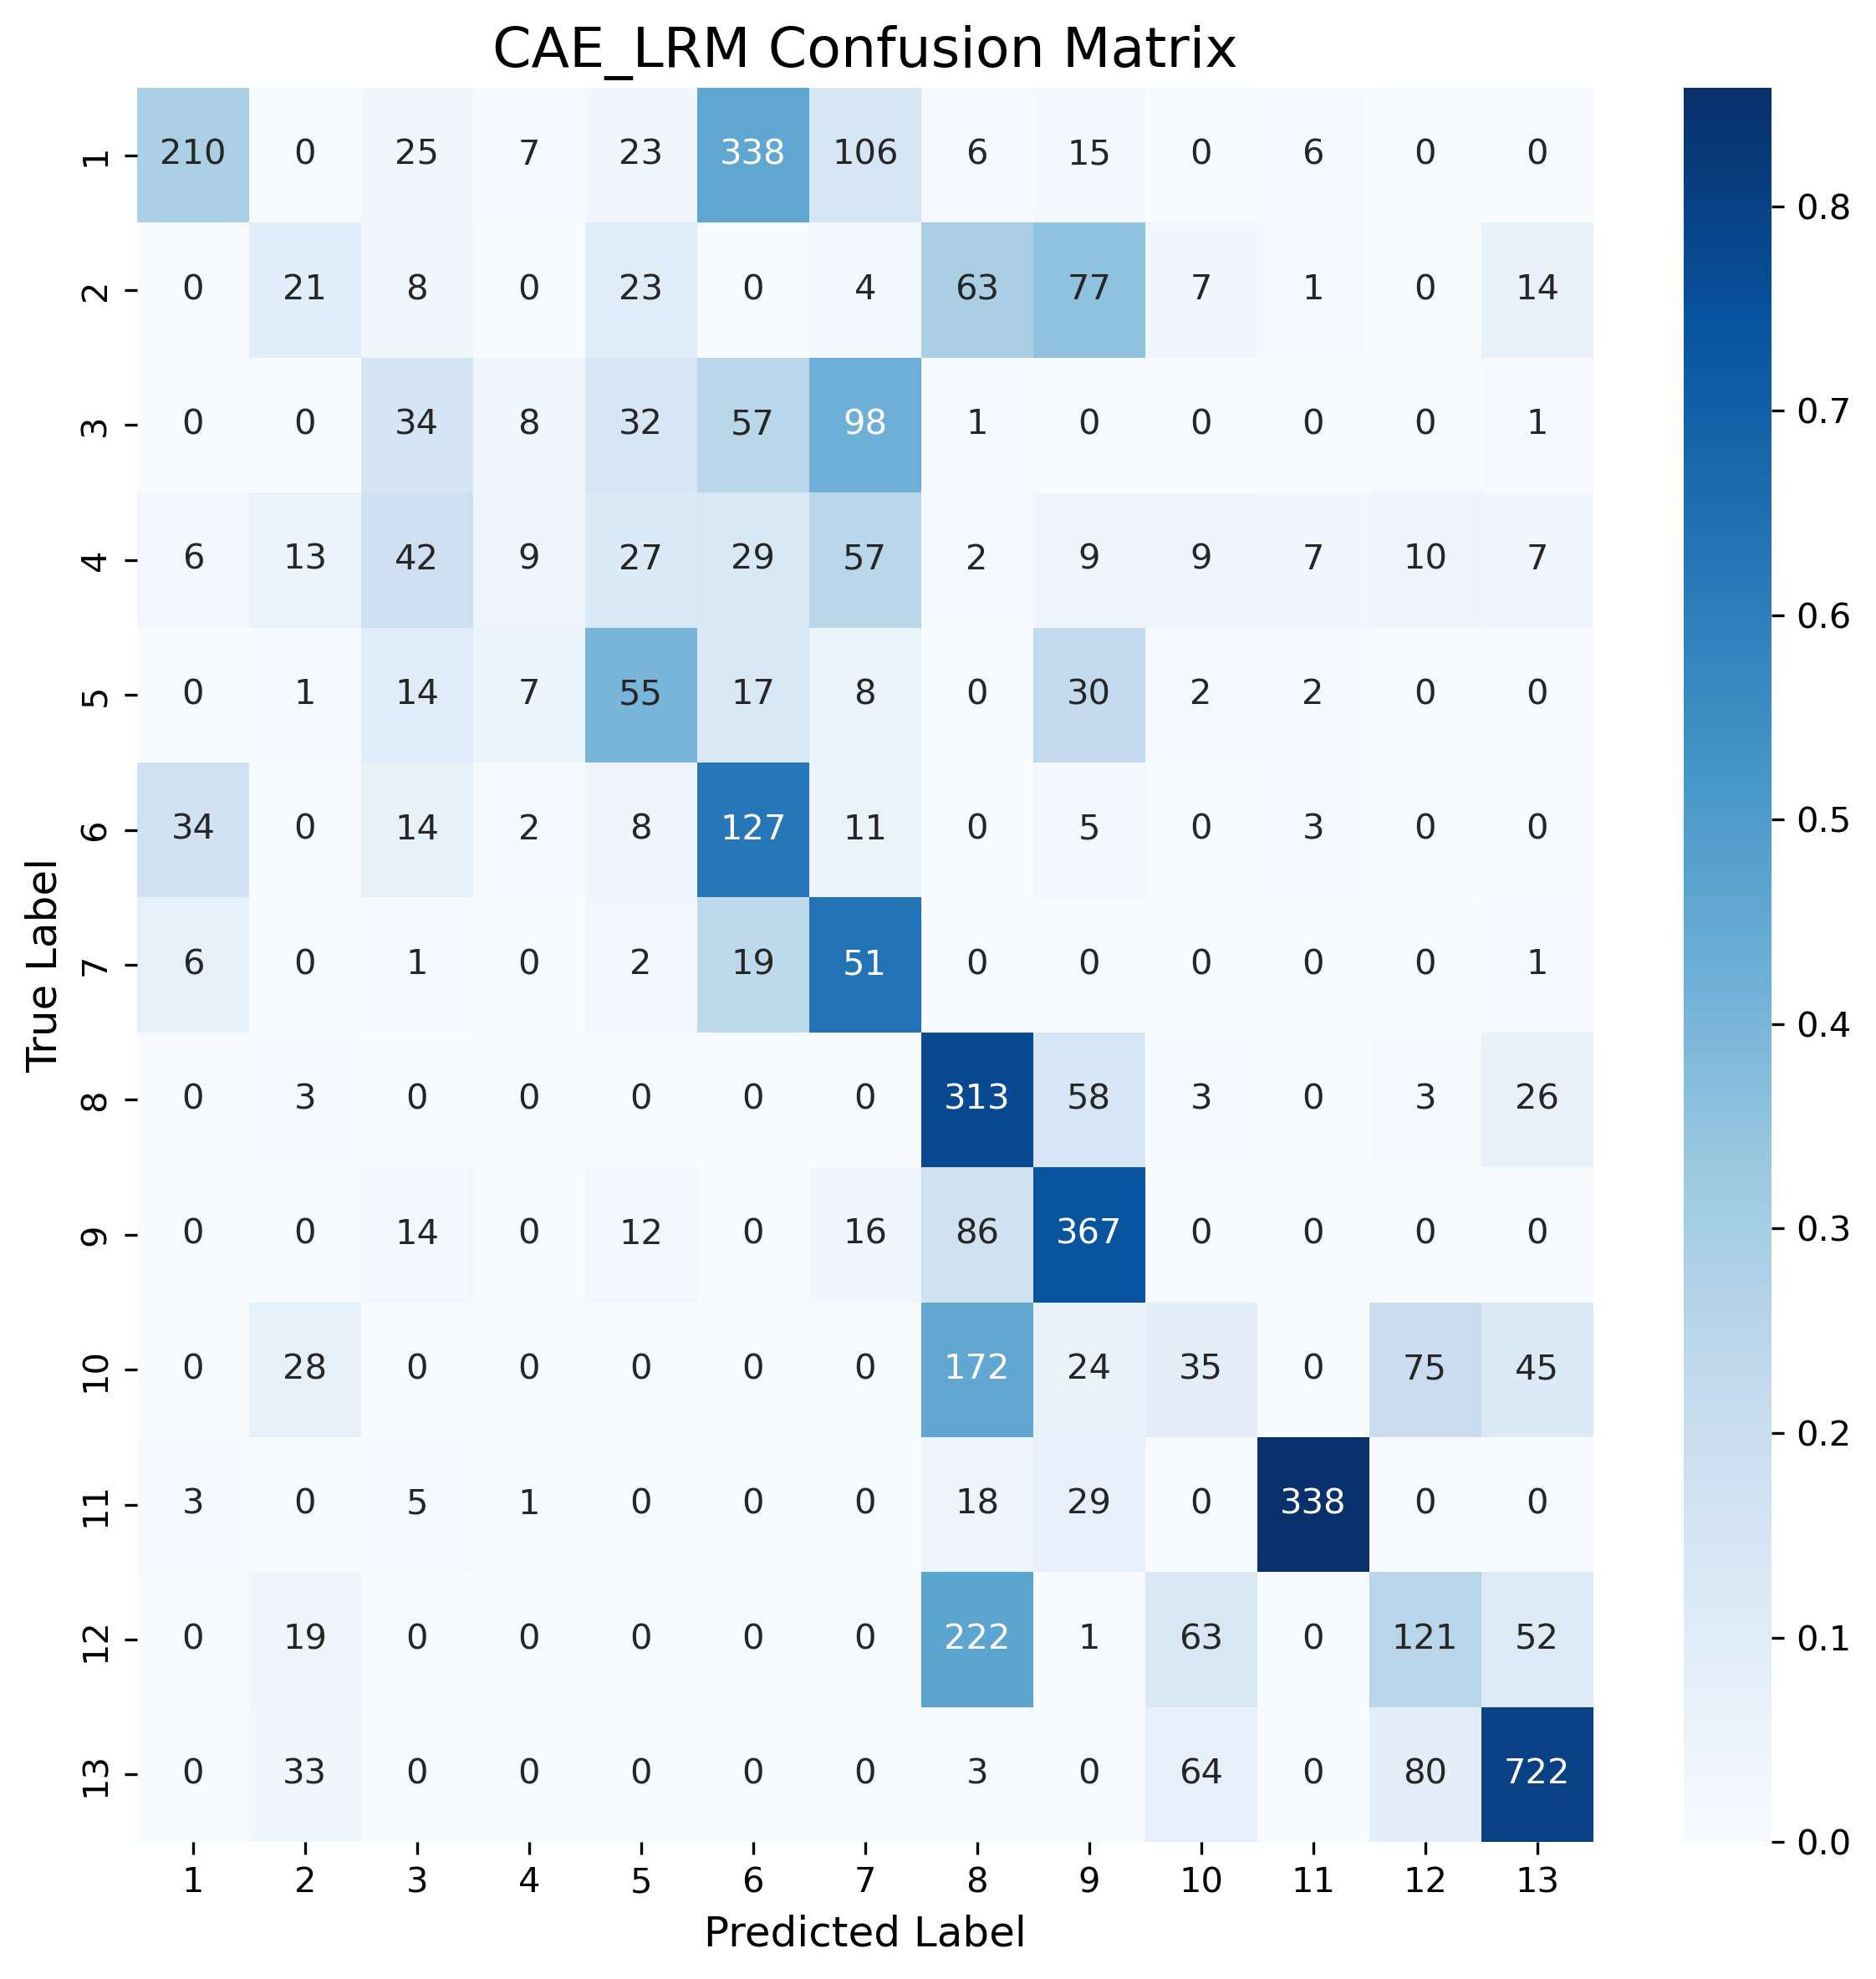 CAE_LRM Confusion Matrix
1 210 0 25 7 23 338 106 6 15 0 6 0 0
2 0 21 8 0 23 0 4 63 77 7 1 0 14
3 0 0 34 8 32 57 98 1 0 0 0 0 1
4 6 13 42 9 27 29 57 2 9 9 7 10 7
5 0 1 14 7 55 17 8 0 30 2 2 0 0
6 34 0 14 2 8 127 11 0 5 0 3 0 0
7 6 0 1 0 2 19 51 0 0 0 0 0 1
8 0 3 0 0 0 0 0 313 58 3 0 3 26
9 0 0 14 0 12 0 16 86 367 0 0 0 0
10 0 28 0 0 0 0 0 172 24 35 0 75 45
11 3 0 5 1 0 0 0 18 29 0 338 0 0
12 0 19 0 0 0 0 0 222 1 63 0 121 52
13 0 33 0 0 0 0 0 3 0 64 0 80 722
1 2 3 4 5 6 7 8 9 10 11 12 13
Predicted Label
True Label
0.8
0.7
0.6
0.5
0.4
0.3
0.2
0.1
0.0